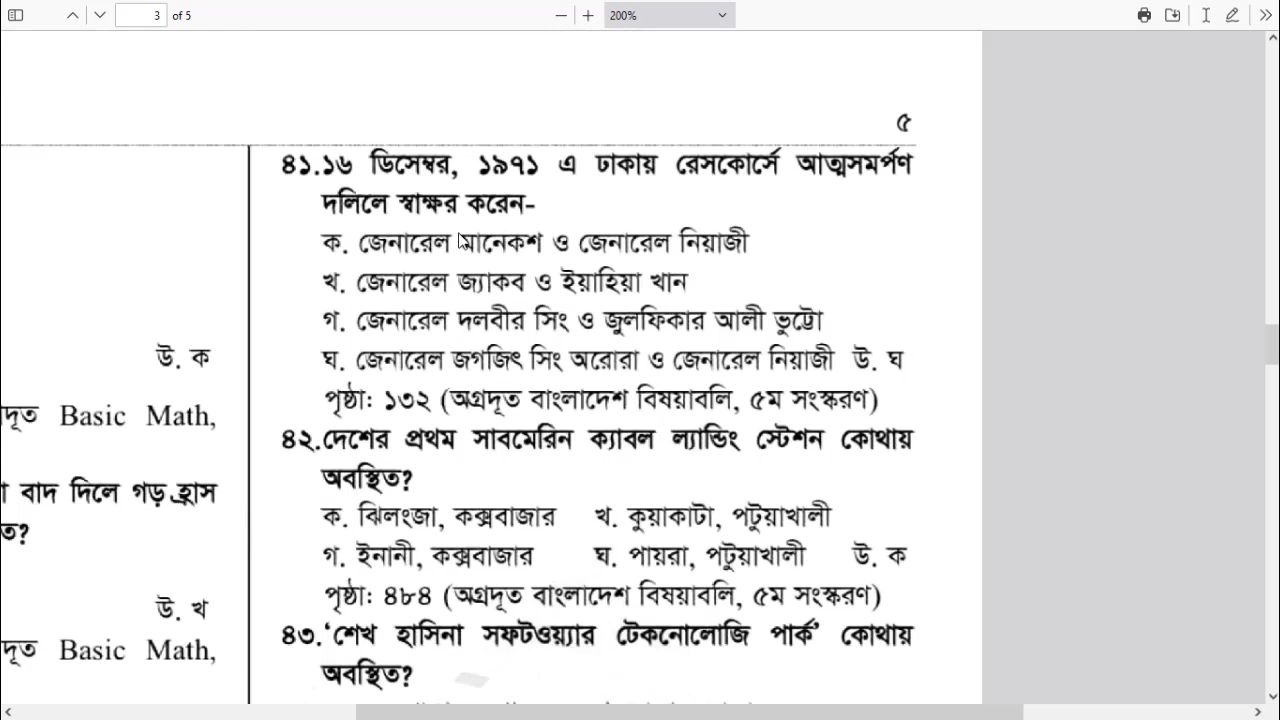 3 of 5
200%
৫
৪১.১৬ ডিসেম্বর, ১৯৭১ এ ঢাকায় রেসকোর্সে আত্মসমর্পণ
দলিলে স্বাক্ষর করেন-
ক. জেনারেল মানেকশ ও জেনারেল নিয়াজী
খ. জেনারেল জ্যাকব ও ইয়াহিয়া খান
গ. জেনারেল দলবীর সিং ও জুলফিকার আলী ভুট্টো
ঘ. জেনারেল জগজিৎ সিং অরোরা ও জেনারেল নিয়াজী উ. ঘ
পৃষ্ঠা: ১৩২ (অগ্রদূত বাংলাদেশ বিষয়াবলি, ৫ম সংস্করণ)
৪২.দেশের প্রথম সাবমেরিন ক্যাবল ল্যান্ডিং স্টেশন কোথায়
অবস্থিত?
ক. ঝিলংজা, কক্সবাজার খ. কুয়াকাটা, পটুয়াখালী
গ. ইনানী, কক্সবাজার ঘ. পায়রা, পটুয়াখালী উ. ক
পৃষ্ঠা: ৪৮৪ (অগ্রদূত বাংলাদেশ বিষয়াবলি, ৫ম সংস্করণ)
৪৩.‘শেখ হাসিনা সফটওয়্যার টেকনোলোজি পার্ক’ কোথায়
অবস্থিত?
উ. ক
দূত Basic Math,
া বাদ দিলে গড় হ্রাস
ত?
উ. খ
দূত Basic Math,